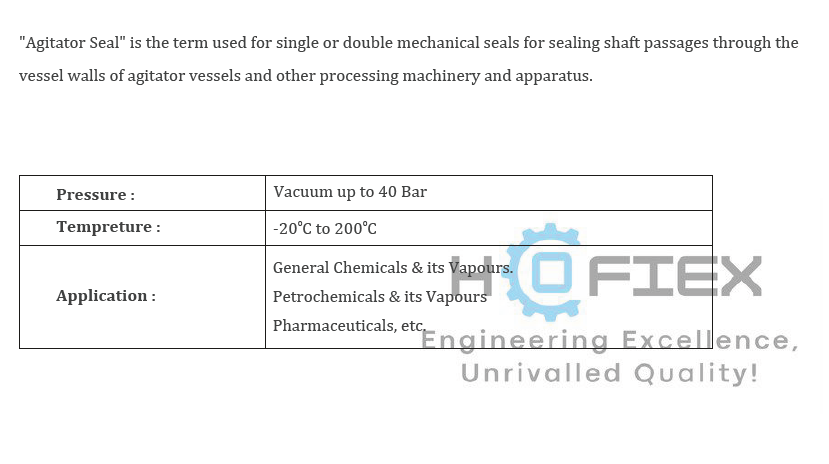 "Agitator Seal" is the term used for single or double mechanical seals for sealing shaft passages through the
vessel walls of agitator vessels and other processing machinery and apparatus.
Pressure :
Vacuum up to 40 Bar
Tempreture :
-20°C to 200°C
Application :
General Chemicals & its Vapours.
Petrochemicals & its Vapours
Pharmaceuticals, etc.
HOFIEX
Engineering Excellence,
Unrivalled Quality!